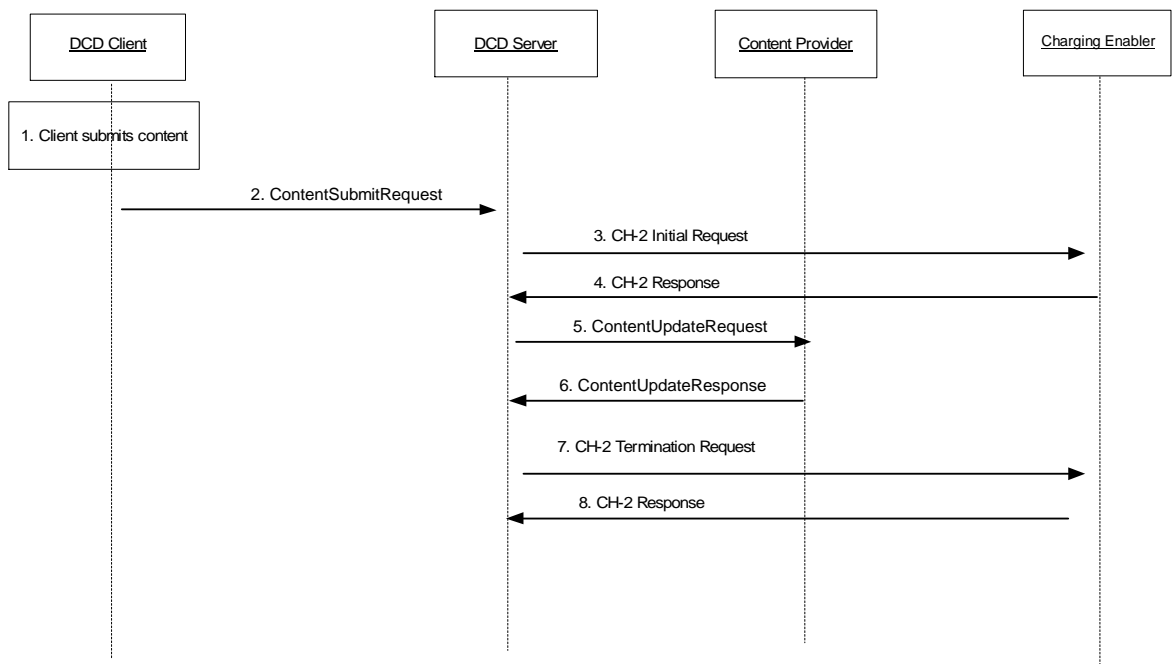 DCD Client
DCD Server
Content Provider
Charging Enabler
1. Client submits content
2. ContentSubmitRequest
3. CH-2 Initial Request
4. CH-2 Response
5. ContentUpdateRequest
6. ContentUpdateResponse
7. CH-2 Termination Request
8. CH-2 Response